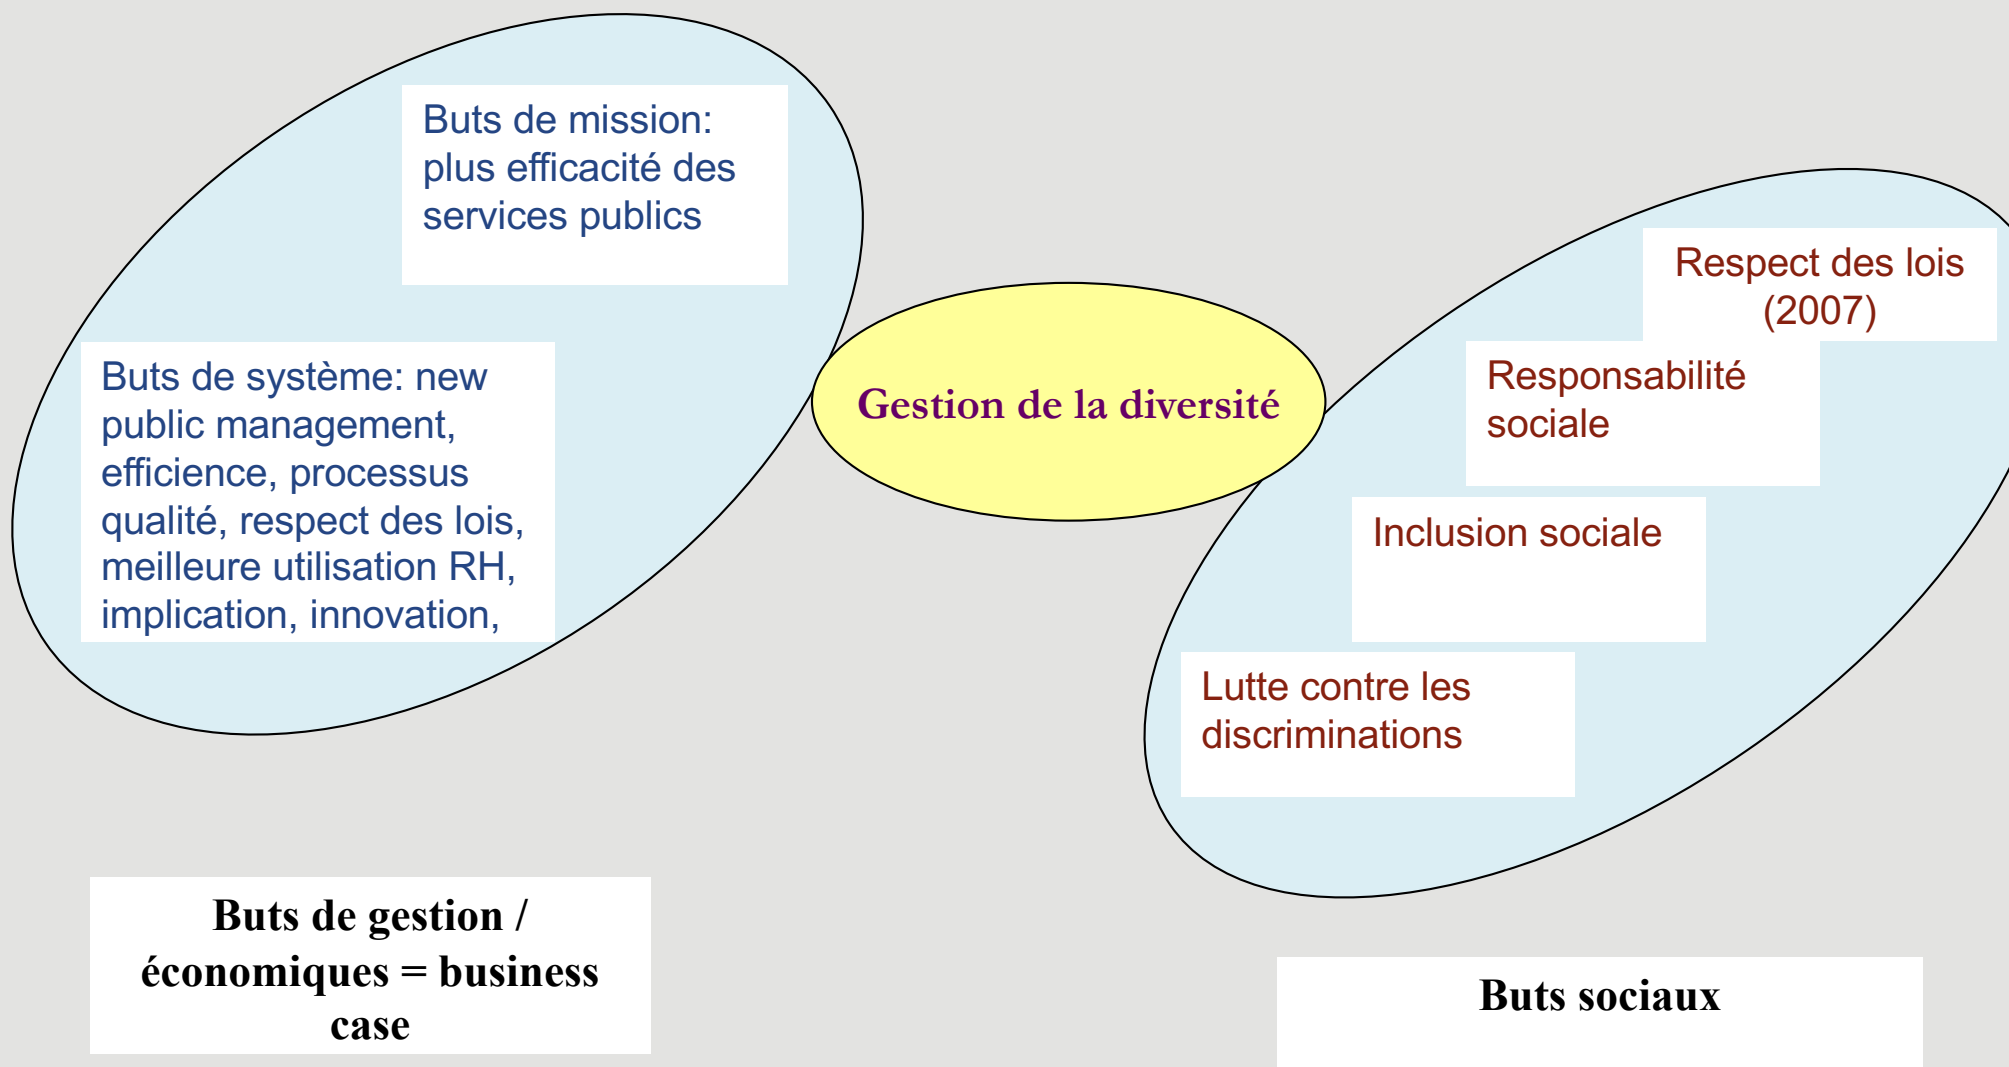 Buts de mission:
plus efficacité des
services publics
Buts de système: new
public management,
efficience, processus
qualité, respect des lois,
meilleure utilisation RH,
implication, innovation,
Gestion de la diversité
Respect des lois
(2007)
Responsabilité
sociale
Inclusion sociale
Lutte contre les
discriminations
Buts de gestion /
économiques = business
case
Buts sociaux